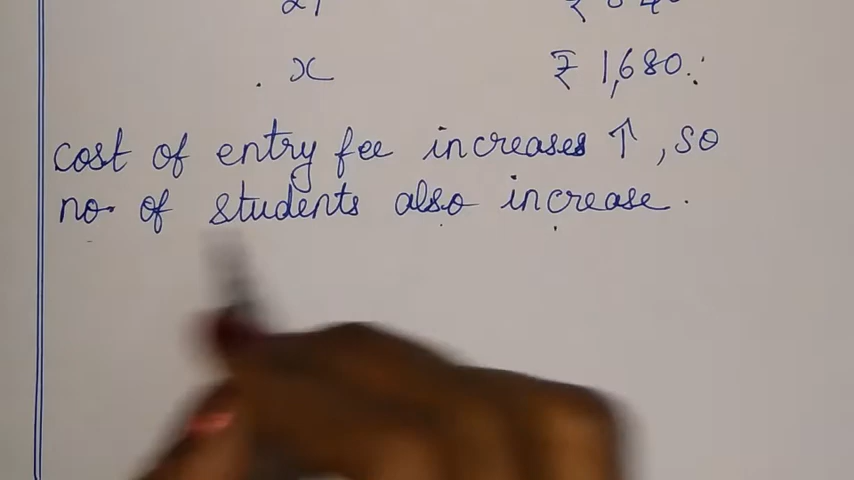 x ₹ 1,680.
cost of entry fee increases ↑, so
no. of students also increase.